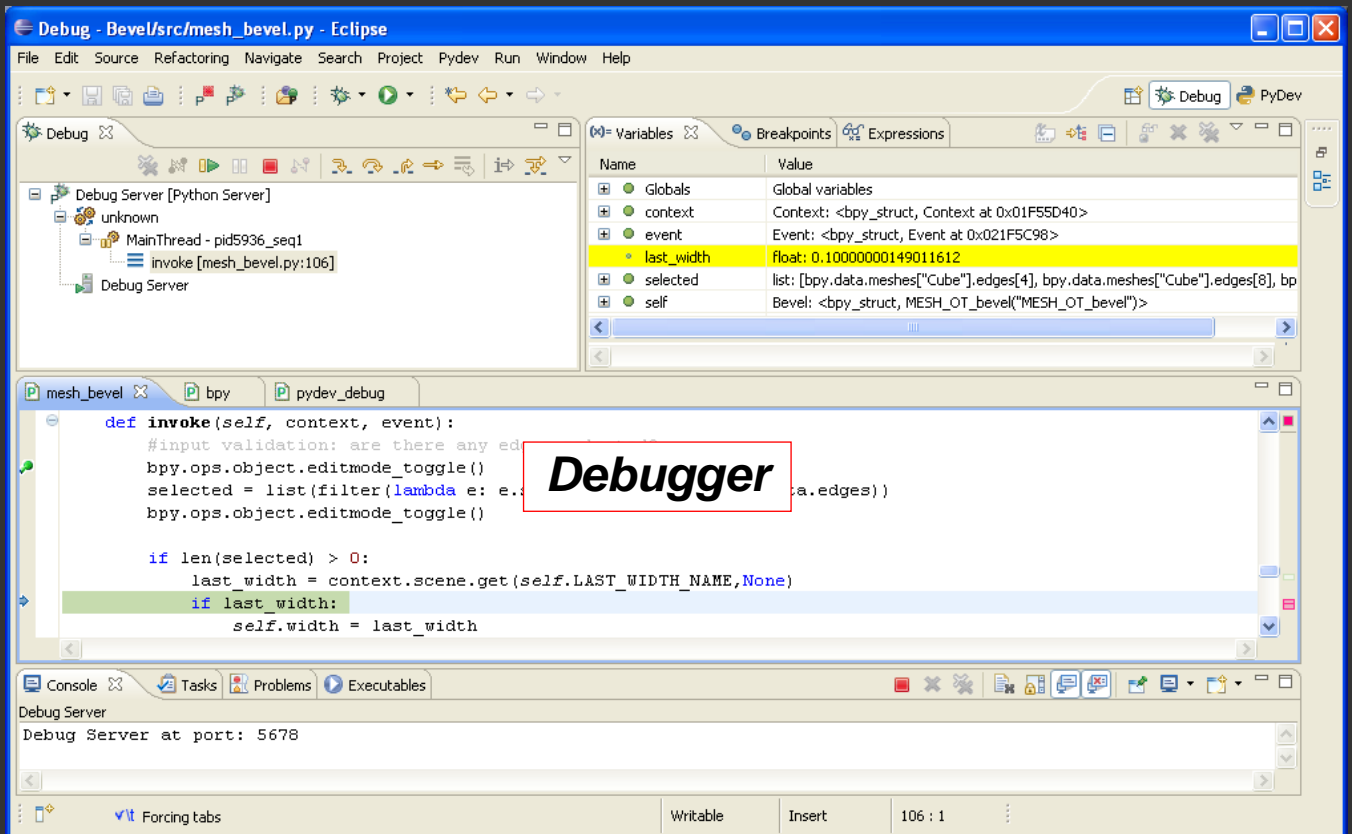 Debug - Bevel/src/mesh_bevel.py - Eclipse
File Edit Source Refactoring Navigate Search Project Pydev Run Window Help
Debug PyDev
Debug
Debug Server [Python Server]
unknown
MainThread - pid5936_seq1
invoke [mesh_bevel.py:106]
Debug Server
(x)= Variables Breakpoints Expressions
Name Value
Globals Global variables
context Context: <bpy_struct, Context at 0x01F55D40>
event Event: <bpy_struct, Event at 0x021F5C98>
last_width float: 0.10000000149011612
selected list: [bpy.data.meshes["Cube"].edges[4], bpy.data.meshes["Cube"].edges[8], bp
self Bevel: <bpy_struct, MESH_OT_bevel("MESH_OT_bevel")>
mesh_bevel bpy pydev_debug
def invoke(self, context, event):
#input validation: are there any
bpy.ops.object.editmode_toggle()
selected = list(filter(lambda e: e. a.edges))
bpy.ops.object.editmode_toggle()
Debugger
if len(selected) > 0:
last_width = context.scene.get(self.LAST_WIDTH_NAME,None)
if last_width:
self.width = last_width
Console Tasks Problems Executables
Debug Server
Debug Server at port: 5678
Forcing tabs Writable Insert 106 : 1